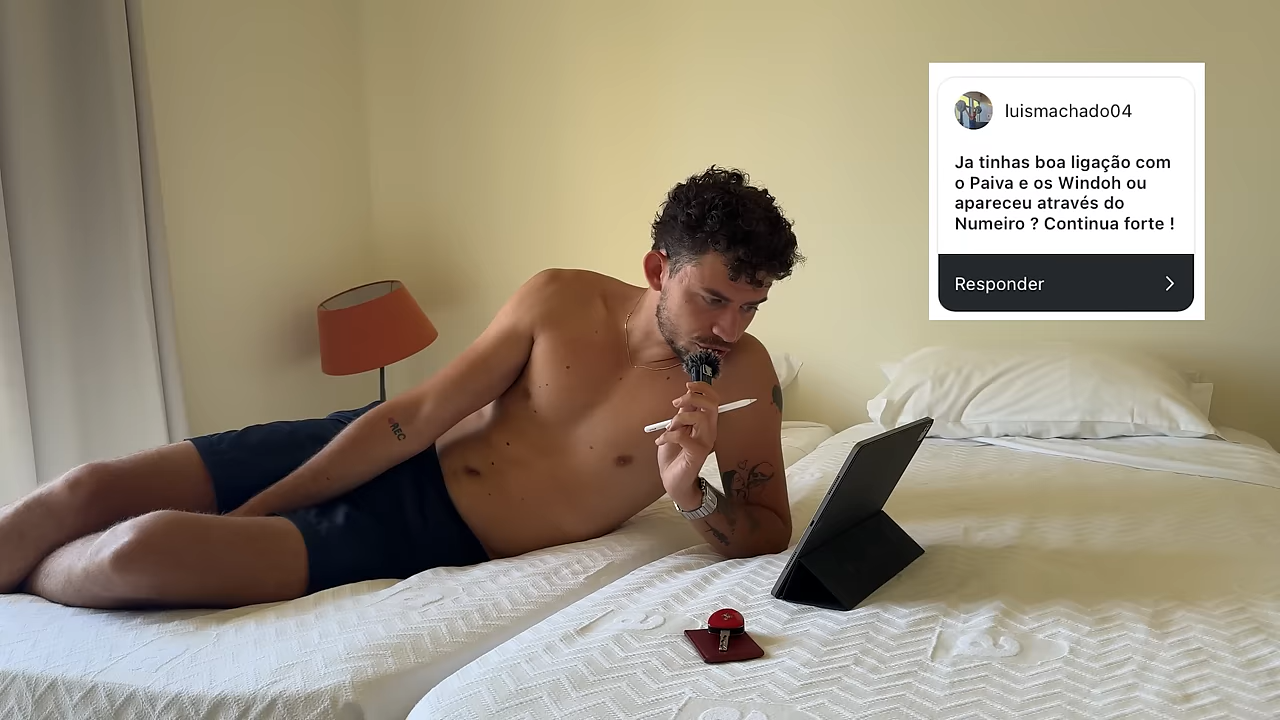 luismachado04
Ja tinhas boa ligação com
o Paiva e os Windoh ou
apareceu através do
Numeiro ? Continua forte !
Responder
REC